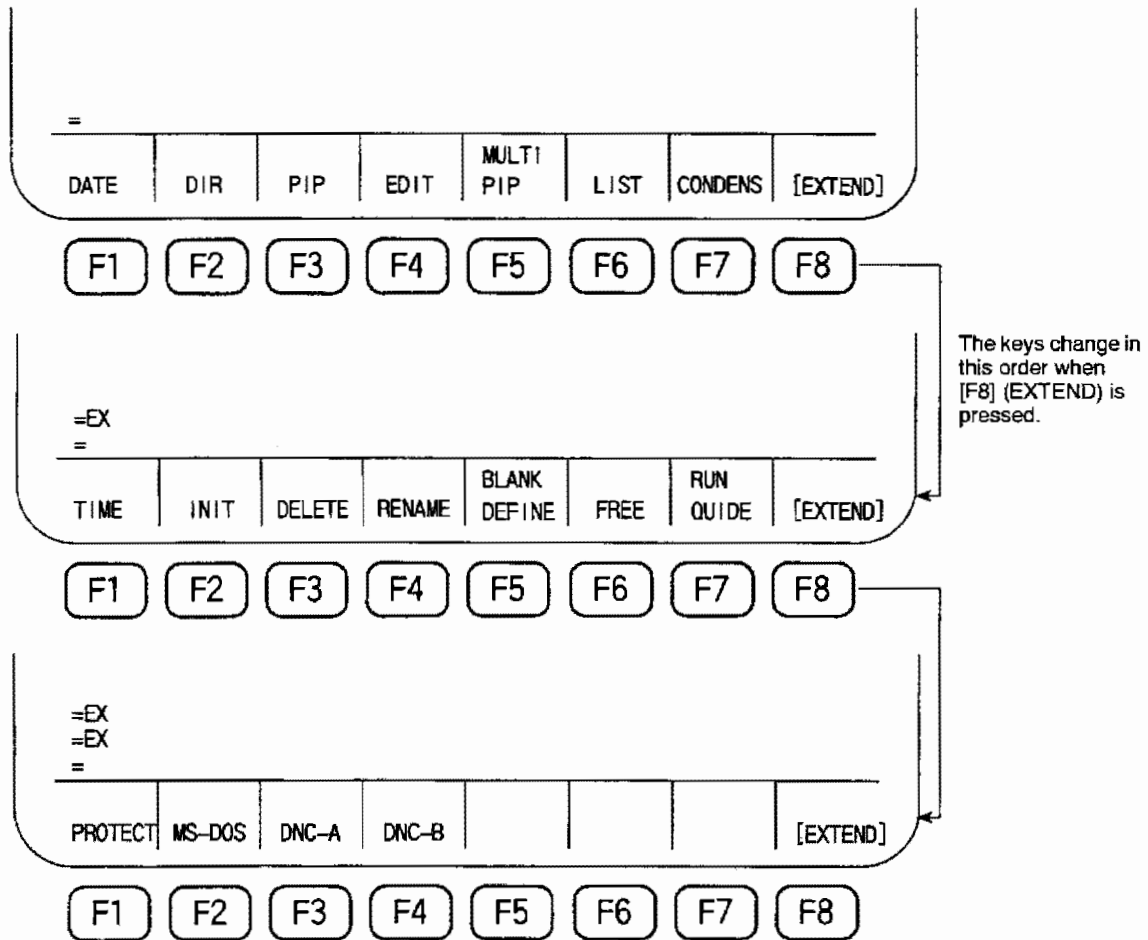 =
DATE DIR PIP EDIT MULTI PIP LIST CONDENS [EXTEND]
F1 F2 F3 F4 F5 F6 F7 F8
The keys change in
this order when
[F8] (EXTEND) is
pressed.
=EX
=
TIME INIT DELETE RENAME BLANK DEFINE FREE RUN QUIDE [EXTEND]
F1 F2 F3 F4 F5 F6 F7 F8
=EX
=EX
=
PROTECT MS-DOS DNC-A DNC-B [EXTEND]
F1 F2 F3 F4 F5 F6 F7 F8